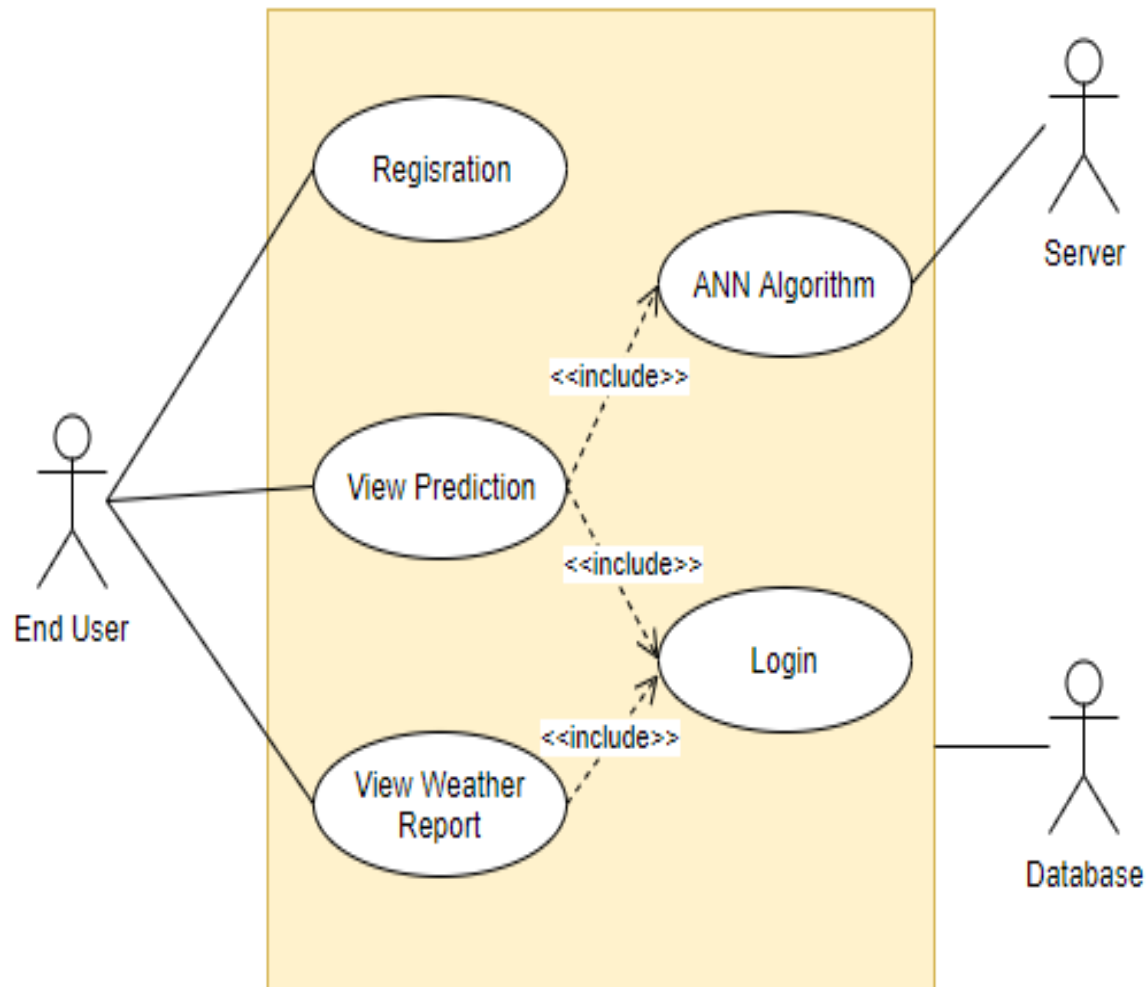 Regisration
ANN Algorithm
Server
<<include>>
View Prediction
<<include>>
End User
Login
<<include>>
View Weather
Report
Database